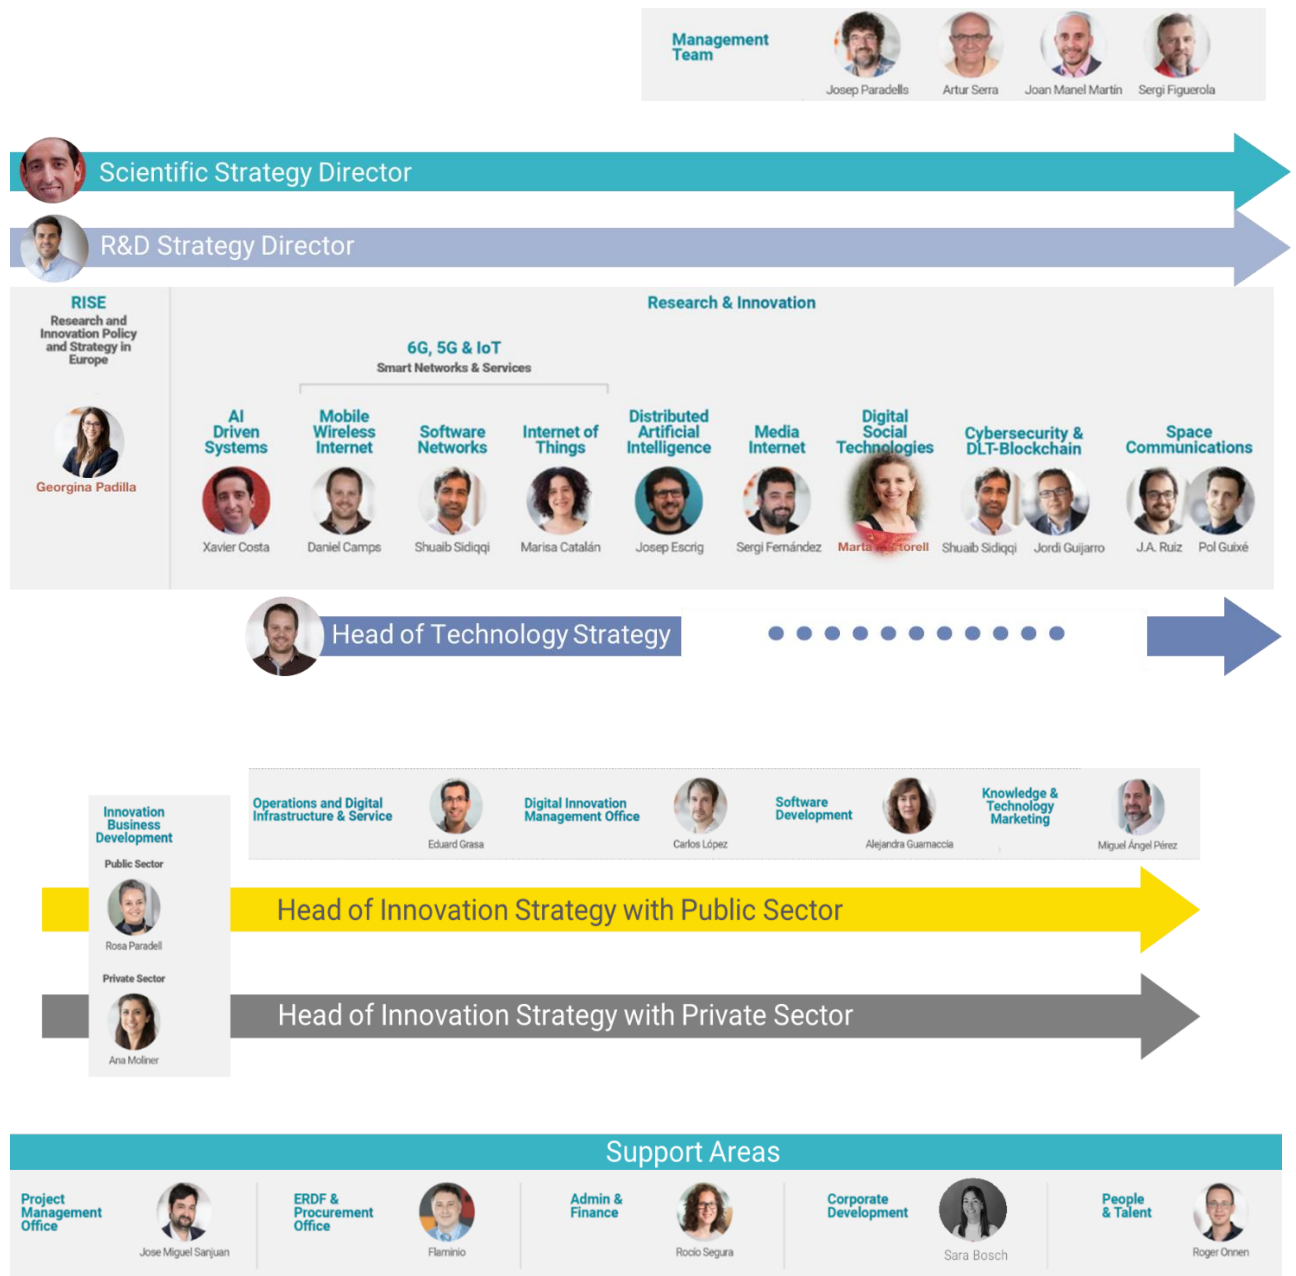 Management
Team
Josep Paradells
Artur Serra
Joan Manel Martín
Sergi Figuerola
Scientific Strategy Director
R&D Strategy Director
RISE
Research and
Innovation Policy
and Strategy in
Europe
Georgina Padilla
Research & Innovation
6G, 5G & IoT
Smart Networks & Services
AI
Driven
Systems
Mobile
Wireless
Internet
Software
Networks
Internet of
Things
Distributed
Artificial
Intelligence
Media
Internet
Digital
Social
Technologies
Cybersecurity &
DLT-Blockchain
Space
Communications
Xavier Costa
Daniel Camps
Shuaib Sidiqqi
Marisa Catalán
Josep Escrig
Sergi Fernández
Marta
Shuaib Sidiqqi
Jordi Guijarro
J.A. Ruiz
Pol Guixé
Head of Technology Strategy
Innovation
Business
Development
Public Sector
Rosa Paradell
Private Sector
Ana Moliner
Operations and Digital
Infrastructure & Service
Eduard Grasa
Digital Innovation
Management Office
Carlos López
Software
Development
Alejandra Guarnaccia
Knowledge &
Technology
Marketing
Miguel Ángel Pérez
Head of Innovation Strategy with Public Sector
Head of Innovation Strategy with Private Sector
Support Areas
Project
Management
Office
Jose Miguel Sanjuan
ERDF &
Procurement
Office
Flaminio
Admin &
Finance
Rocío Segura
Corporate
Development
Sara Bosch
People
& Talent
Roger Onnen